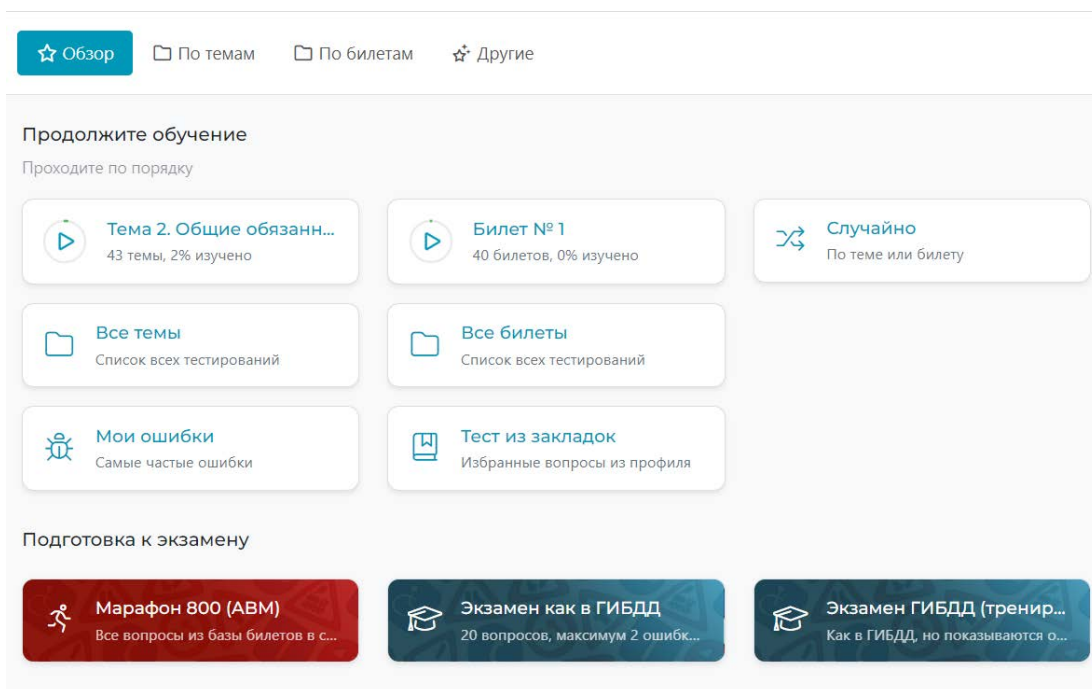 Обзор
По темам
По билетам
Другие
Продолжите обучение
Проходите по порядку
Тема 2. Общие обязанн...
43 темы, 2% изучено
Билет № 1
40 билетов, 0% изучено
Случайно
По теме или билету
Все темы
Список всех тестирований
Все билеты
Список всех тестирований
Мои ошибки
Самые частые ошибки
Тест из закладок
Избранные вопросы из профиля
Подготовка к экзамену
Марафон 800 (ABM)
Все вопросы из базы билетов в с...
Экзамен как в ГИБДД
20 вопросов, максимум 2 ошибк...
Экзамен ГИБДД (тренир...
Как в ГИБДД, но показываются о...